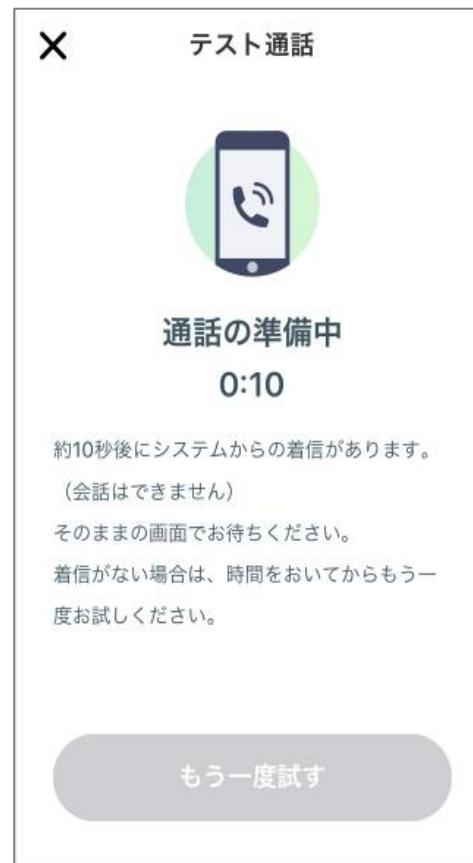 テスト通話
通話の準備中
0:10
約10秒後にシステムからの着信があります。
（会話はできません）
そのままの画面でお待ちください。
着信がない場合は、時間をおいてからもう一
度お試しください。
もう一度試す